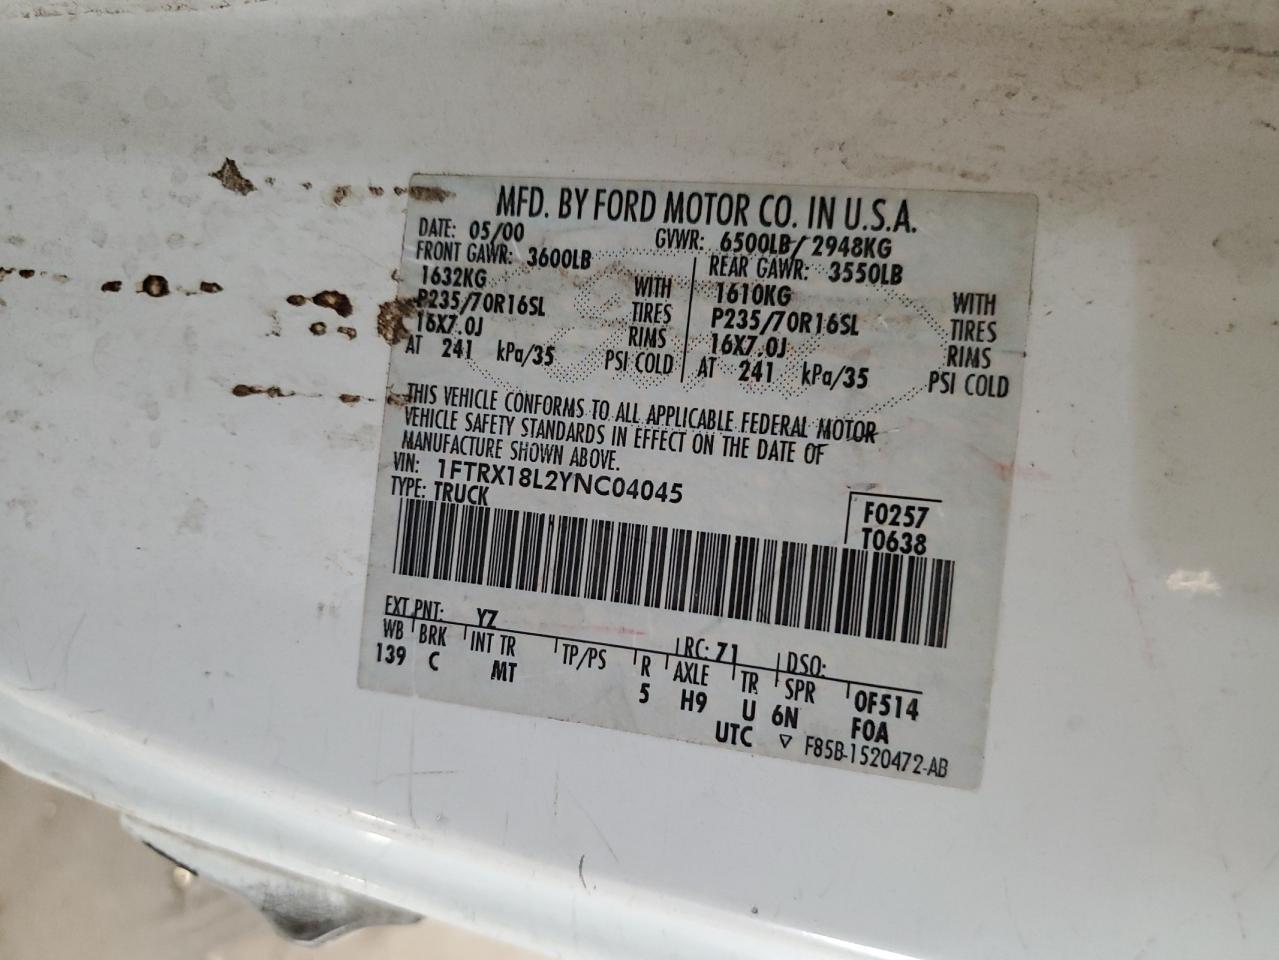 MFD. BY FORD MOTOR CO. IN U.S.A.
DATE: 05/00 GVWR: 6500LB/ 2948KG
FRONT GAWR: 3600LB REAR GAWR: 3550LB
1632KG WITH 1610KG WITH
P235/70R16SL TIRES P235/70R16SL TIRES
16X7.0J RIMS 16X7.0J RIMS
AT 241 kPa/35 PSI COLD AT 241 kPa/35 PSI COLD
THIS VEHICLE CONFORMS TO ALL APPLICABLE FEDERAL MOTOR
VEHICLE SAFETY STANDARDS IN EFFECT ON THE DATE OF
MANUFACTURE SHOWN ABOVE.
VIN: 1FTRX18L2YNC04045
TYPE: TRUCK
F0257
T0638
EXT PNT: YZ RC: 71 DSO:
WB BRK INT TR TP/PS R AXLE TR SPR 0F514
139 C MT 5 H9 U 6N F0A
UTC ▽ F85B-1520472-AB